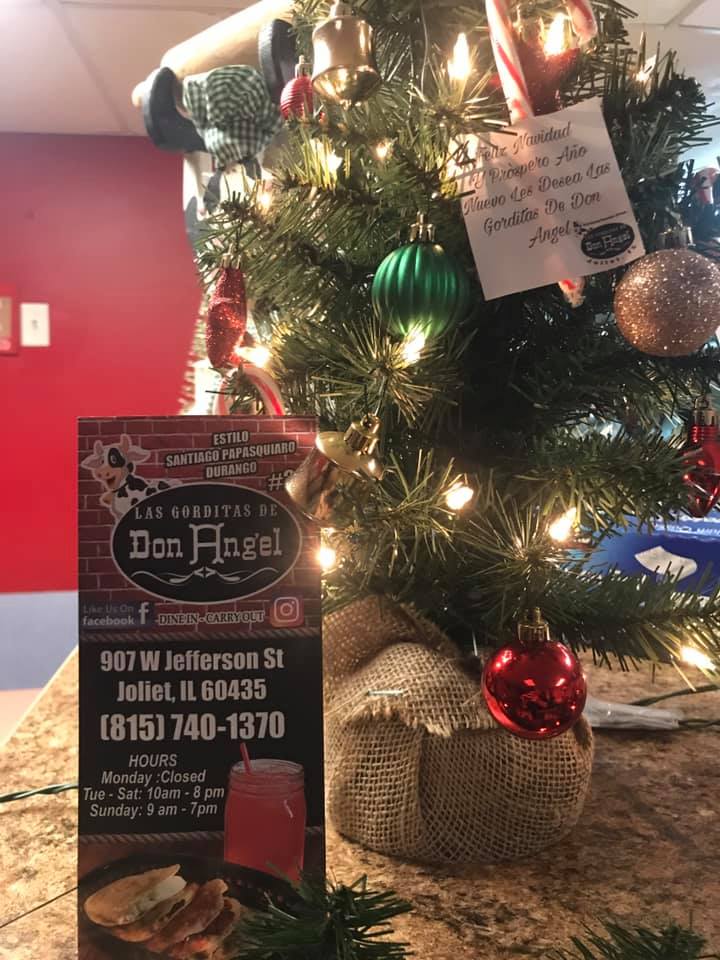 Feliz Navidad
Y Próspero Año
Nuevo Les Desea Las
Gorditas De Don
Angel
Don Angel
ESTILO
SANTIAGO PAPASQUIARO
DURANGO
LAS GORDITAS DE
Don Angel
Like Us On
facebook f DINE IN - CARRY OUT
907 W Jefferson St
Joliet, IL 60435
(815) 740-1370
HOURS
Monday :Closed
Tue - Sat: 10am - 8 pm
Sunday: 9 am - 7pm